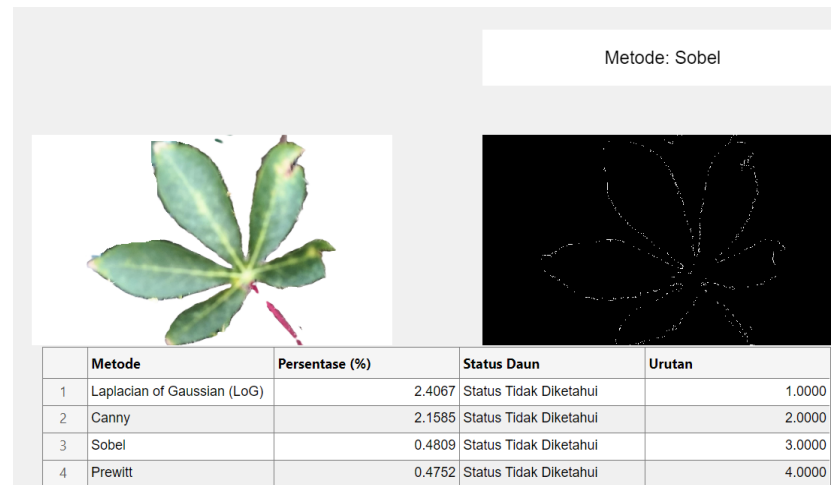 Metode: Sobel
Metode Persentase (%) Status Daun Urutan
1 Laplacian of Gaussian (LoG) 2.4067 Status Tidak Diketahui 1.0000
2 Canny 2.1585 Status Tidak Diketahui 2.0000
3 Sobel 0.4809 Status Tidak Diketahui 3.0000
4 Prewitt 0.4752 Status Tidak Diketahui 4.0000